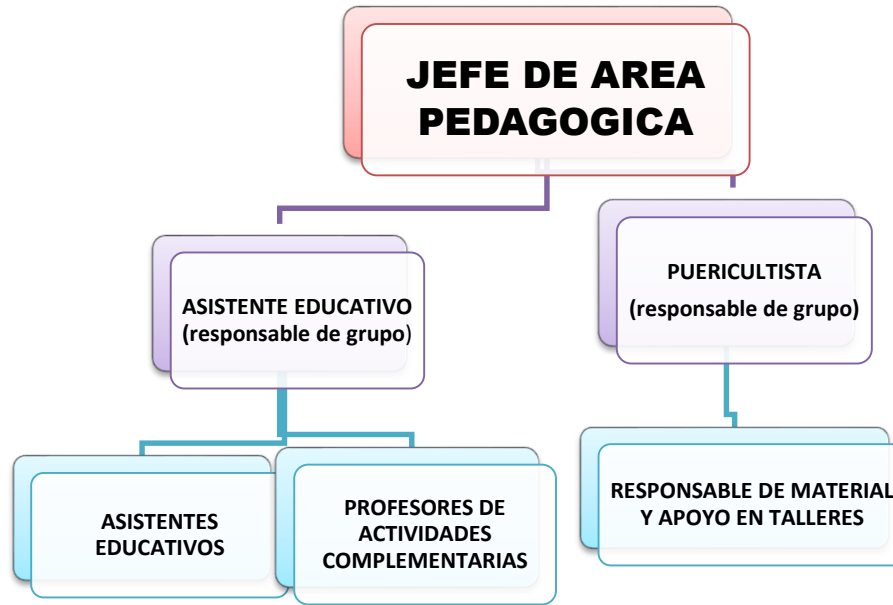 JEFE DE AREA
PEDAGOGICA
ASISTENTE EDUCATIVO
(responsable de grupo)
PUERICULTISTA
(responsable de grupo)
ASISTENTES
EDUCATIVOS
PROFESORES DE
ACTIVIDADES
COMPLEMENTARIAS
RESPONSABLE DE MATERIAL
Y APOYO EN TALLERES